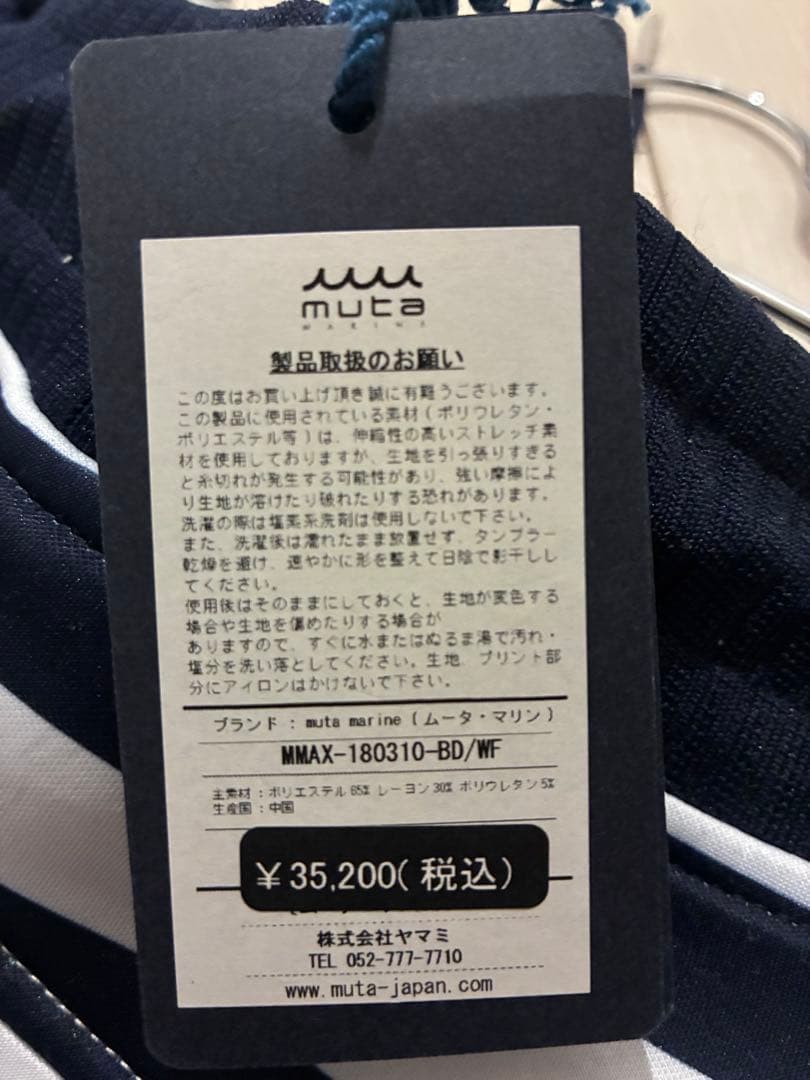 muta
MARINE
製品取扱のお願い
この度はお買い上げ頂き誠に有難うございます。
この製品に使用されている素材(ポリウレタン・
ポリエステル等)は、伸縮性の高いストレッチ素
材を使用しておりますが、生地を引っ張りすぎる
と糸切れが発生する可能性があり、強い摩擦によ
り生地が溶けたり破れたりする恐れがあります。
洗濯の際は塩素系洗剤は使用しないで下さい。
また、洗濯後は濡れたまま放置せず、タンブラー
乾燥を避け、速やかに形を整えて日陰で影干しし
てください。
使用後はそのままにしておくと、生地が変色する
場合や生地を傷めたりする場合が
ありますので、すぐに水またはぬるま湯で汚れ・
塩分を洗い落としてください。生地、プリント部
分にアイロンはかけないで下さい。
ブランド : muta marine (ムータ・マリン)
MMAX-180310-BD/WF
主素材 : ポリエステル 65% レーヨン 30% ポリウレタン 5%
生産国 : 中国
￥35,200(税込)
株式会社ヤマミ
TEL 052-777-7710
www.muta-japan.com